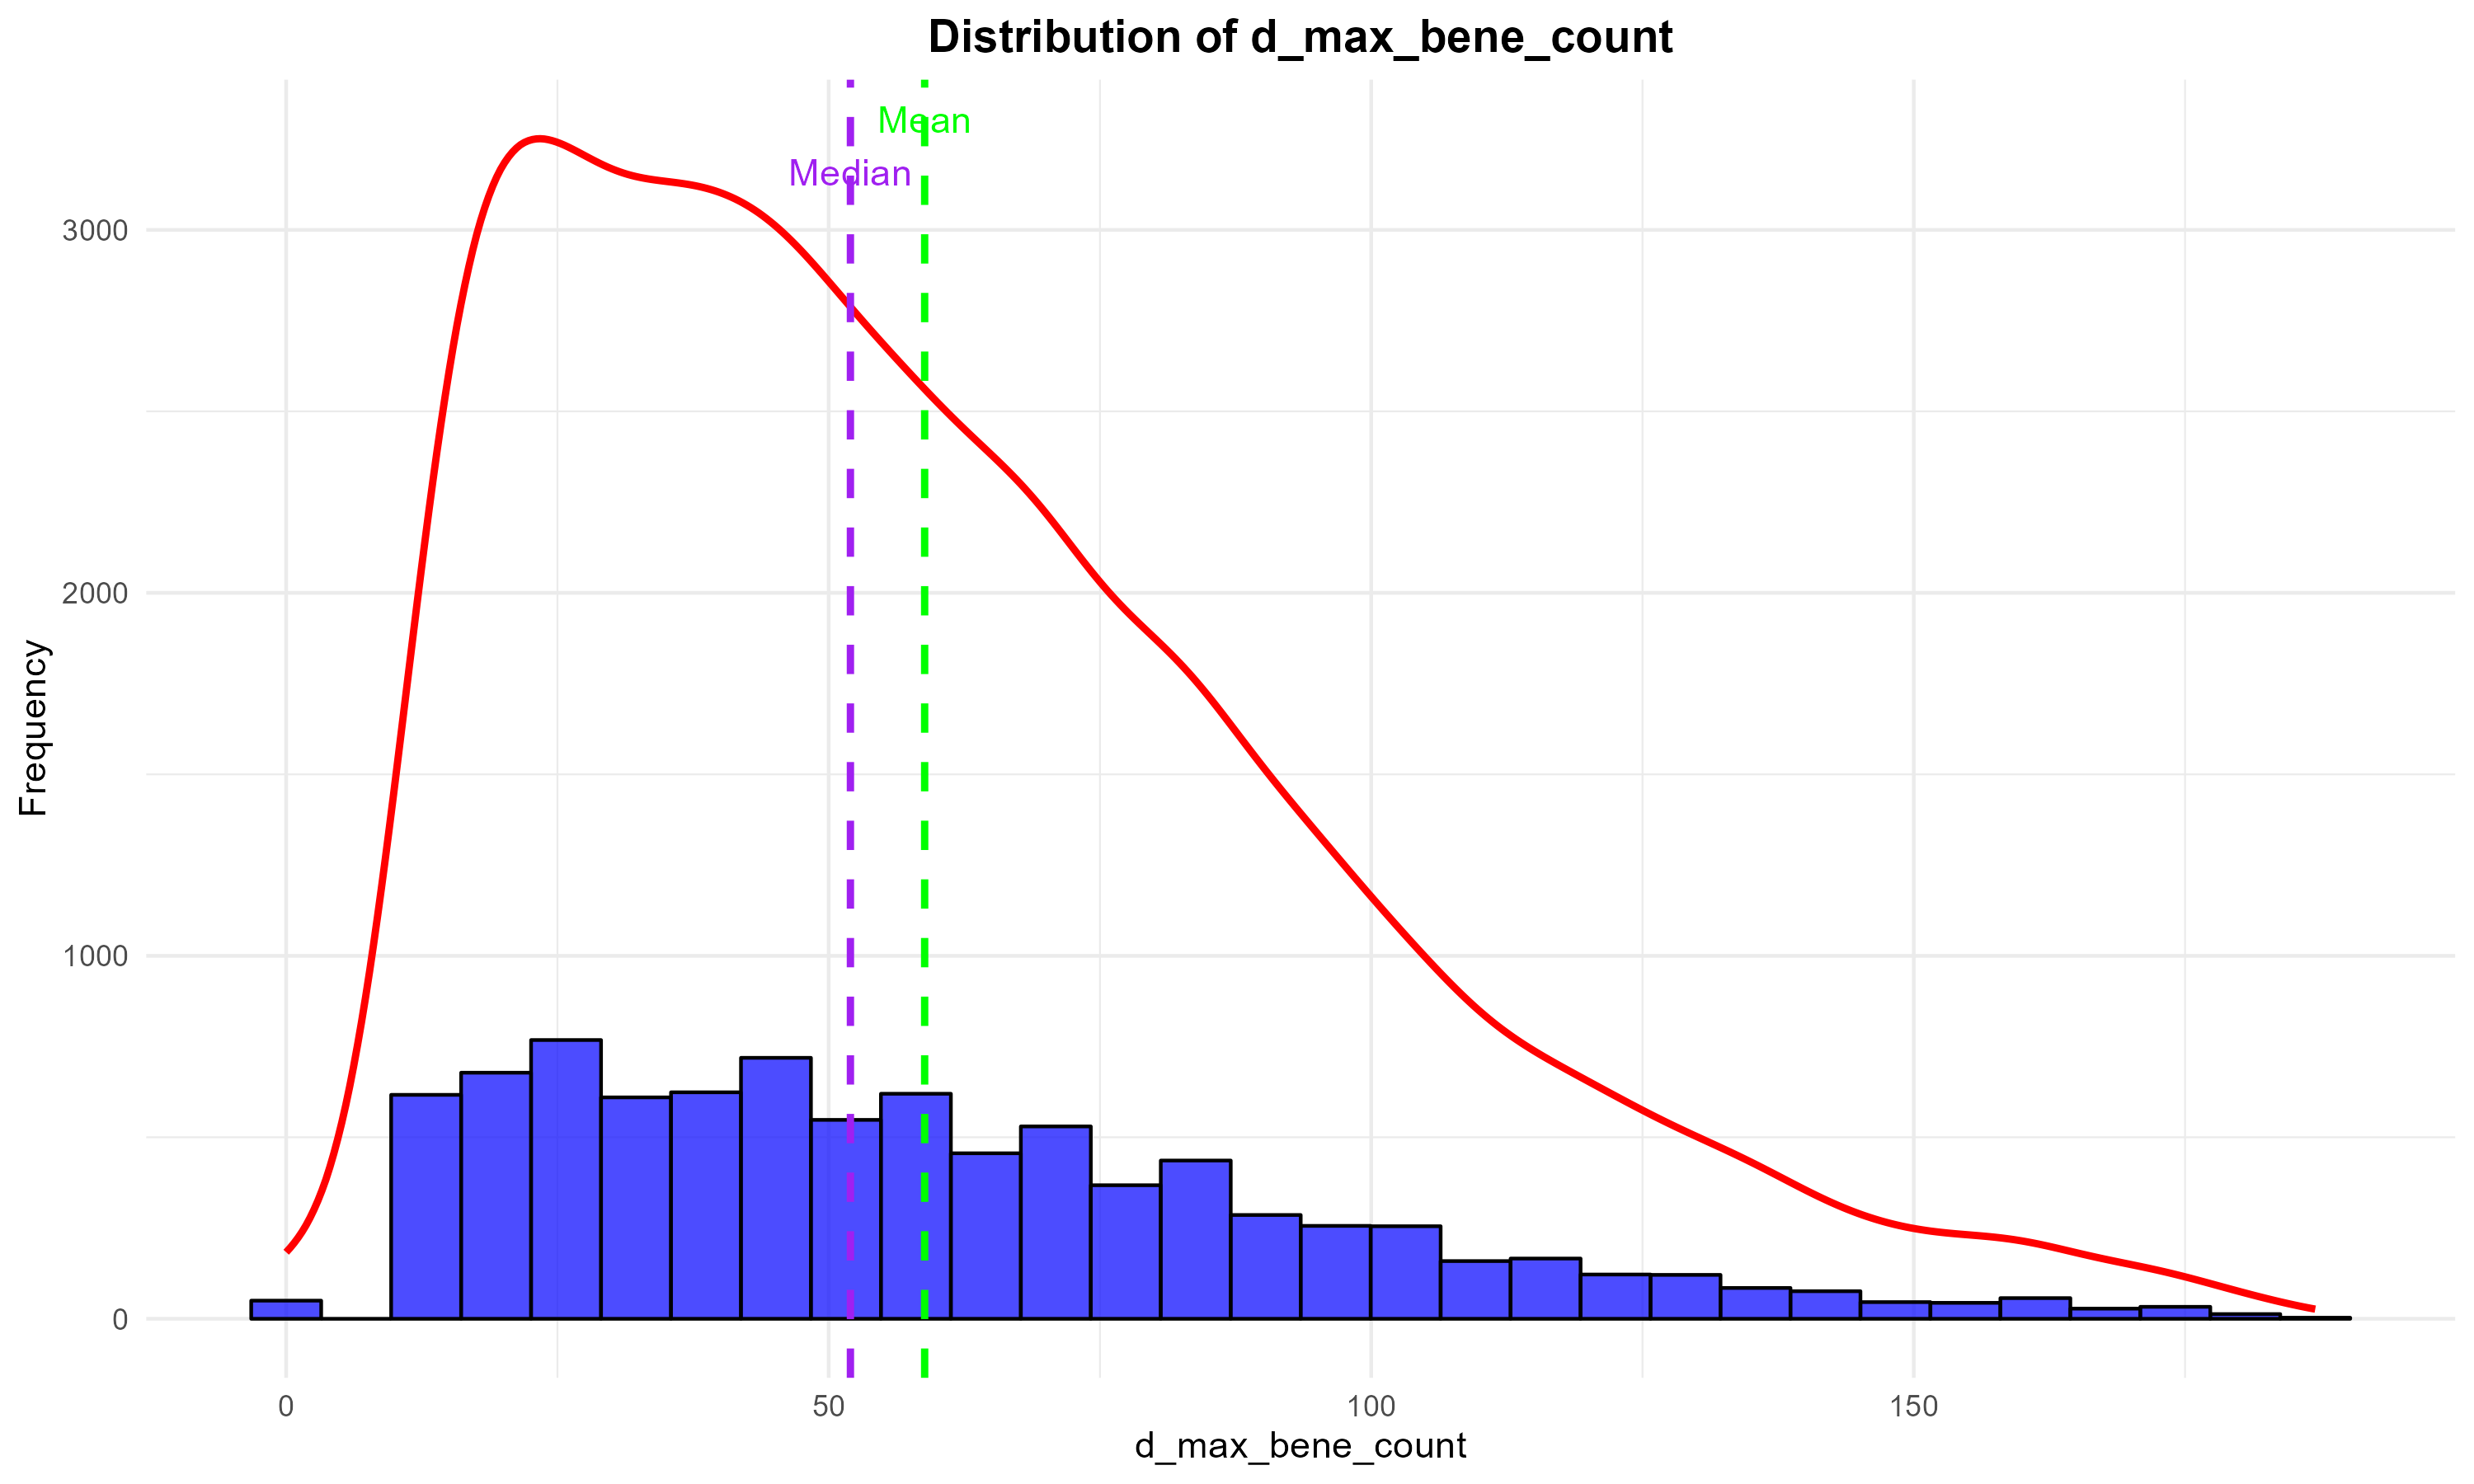 Distribution of d_max_bene_count
Mean
Median
3000
2000
1000
0
Frequency
0 50 100 150
d_max_bene_count